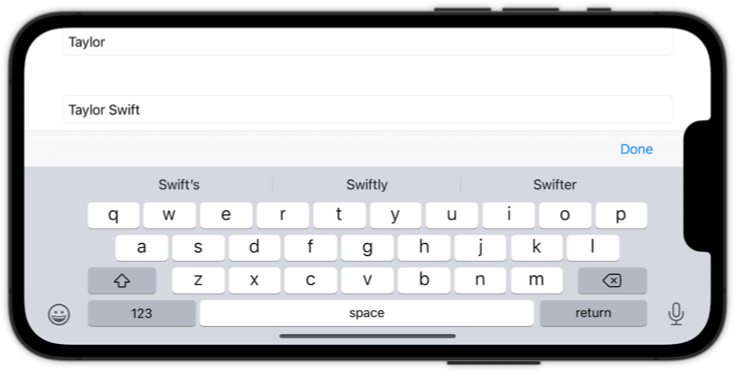 Taylor
Taylor Swift
Done
Swift's Swiftly Swifter
q w e r t y u i o p
a s d f g h j k l
z x c v b n m
123 space return